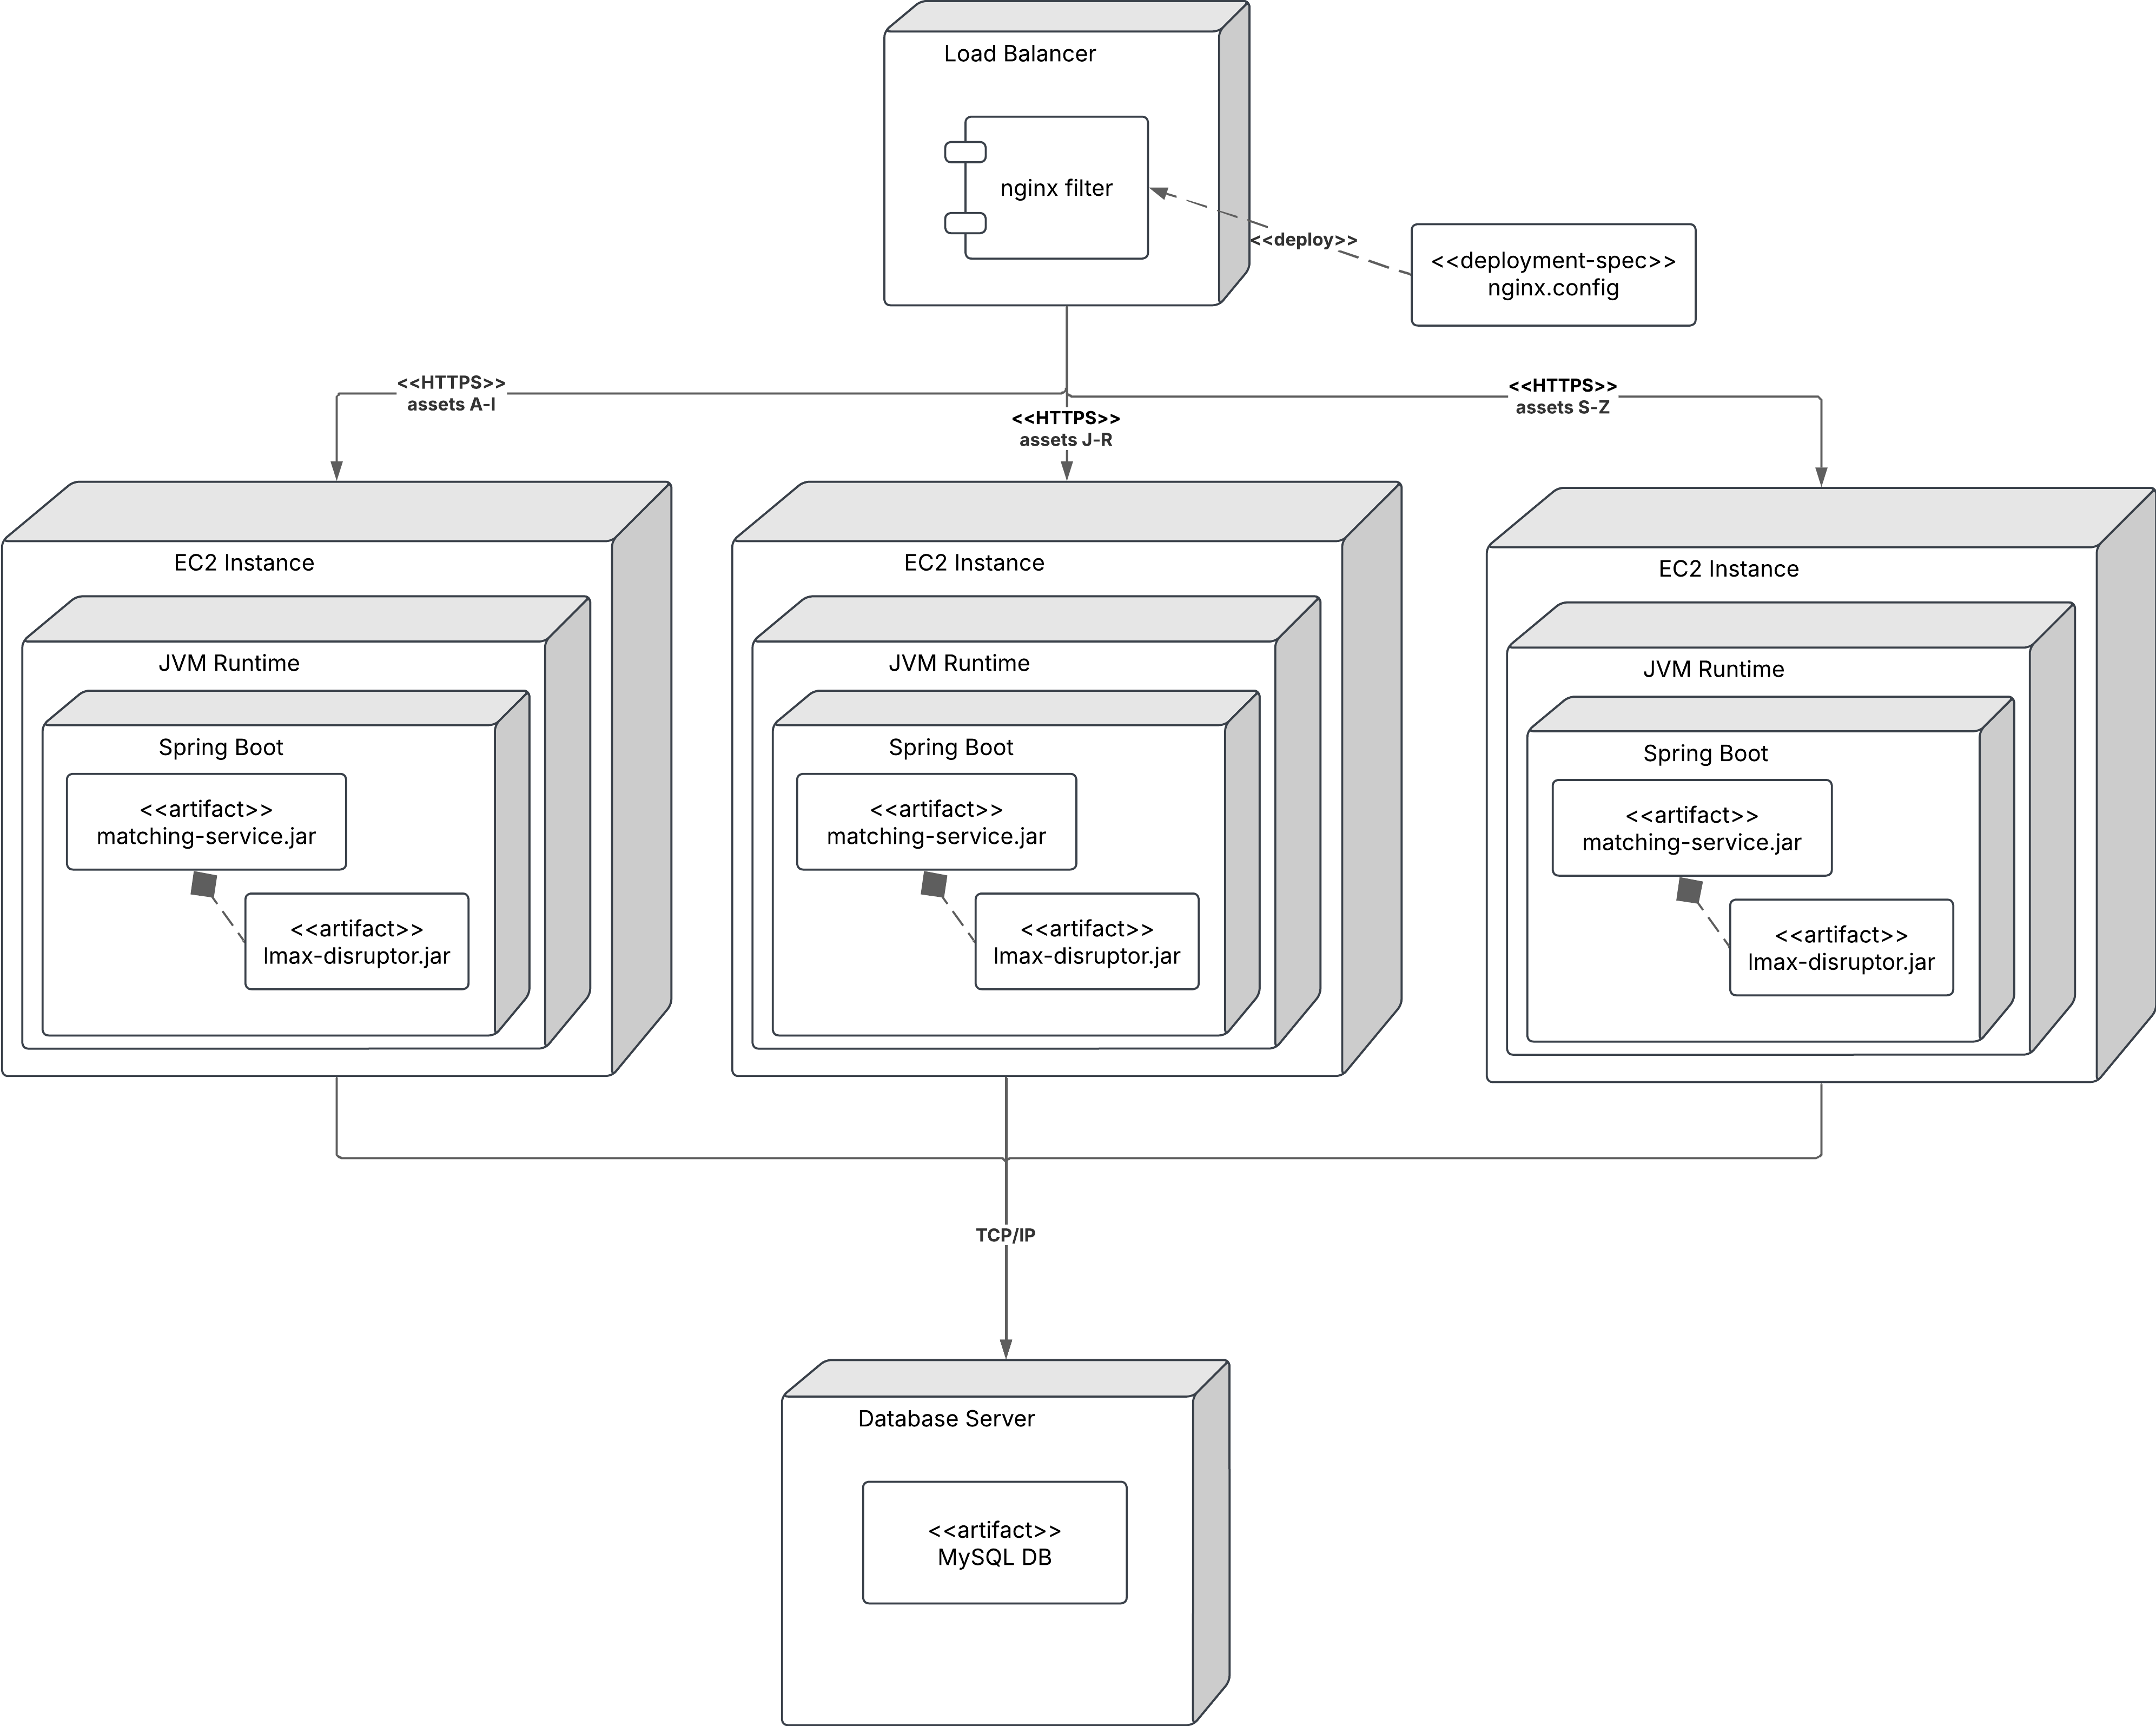 Load Balancer
nginx filter
<<deploy>>
<<deployment-spec>>
nginx.config
<<HTTPS>>
assets A-I
<<HTTPS>>
assets J-R
<<HTTPS>>
assets S-Z
EC2 Instance
JVM Runtime
Spring Boot
<<artifact>>
matching-service.jar
<<artifact>>
lmax-disruptor.jar
EC2 Instance
JVM Runtime
Spring Boot
<<artifact>>
matching-service.jar
<<artifact>>
lmax-disruptor.jar
EC2 Instance
JVM Runtime
Spring Boot
<<artifact>>
matching-service.jar
<<artifact>>
lmax-disruptor.jar
TCP/IP
Database Server
<<artifact>>
MySQL DB